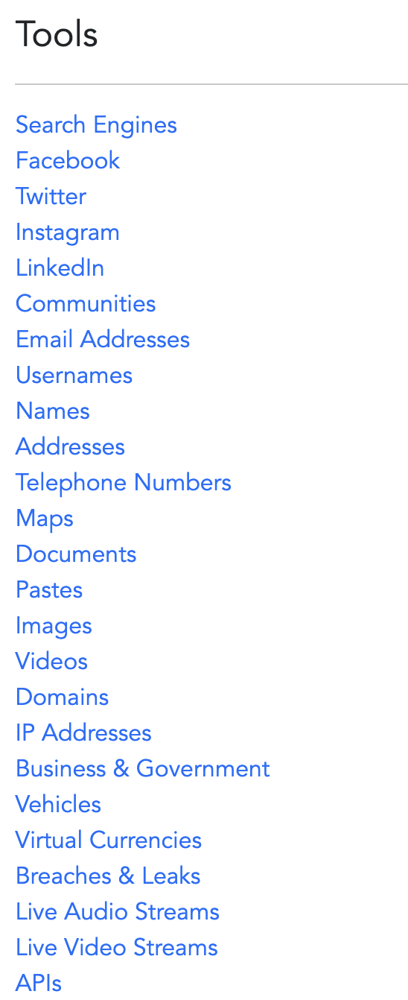 Tools
Search Engines
Facebook
Twitter
Instagram
LinkedIn
Communities
Email Addresses
Usernames
Names
Addresses
Telephone Numbers
Maps
Documents
Pastes
Images
Videos
Domains
IP Addresses
Business & Government
Vehicles
Virtual Currencies
Breaches & Leaks
Live Audio Streams
Live Video Streams
APIs